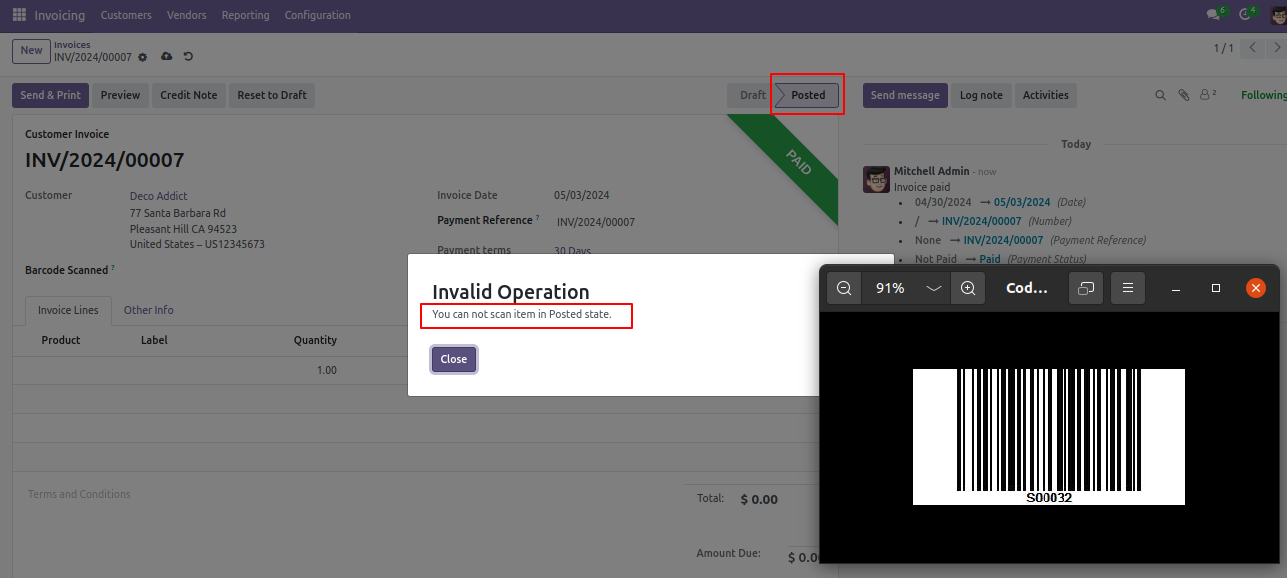 Invoicing Customers Vendors Reporting Configuration 6 4
New Invoices
INV/2024/00007
1 / 1
Send & Print Preview Credit Note Reset to Draft Draft Posted
Send message Log note Activities 2 Following
Customer Invoice
INV/2024/00007
PAID
Customer Deco Addict
77 Santa Barbara Rd
Pleasant Hill CA 94523
United States – US12345673
Invoice Date 05/03/2024
Payment Reference ? INV/2024/00007
Payment terms 30 Days
Barcode Scanned ?
Invoice Lines Other Info
Product Label Quantity
1.00
Terms and Conditions
Total: $ 0.00
Amount Due:
Today
Mitchell Admin - now
Invoice paid
• 04/30/2024 → 05/03/2024 (Date)
• / → INV/2024/00007 (Number)
• None → INV/2024/00007 (Payment Reference)
• Not Paid → Paid (Payment Status)
Invalid Operation
You can not scan item in Posted state.
Close
91% Cod...
S00032